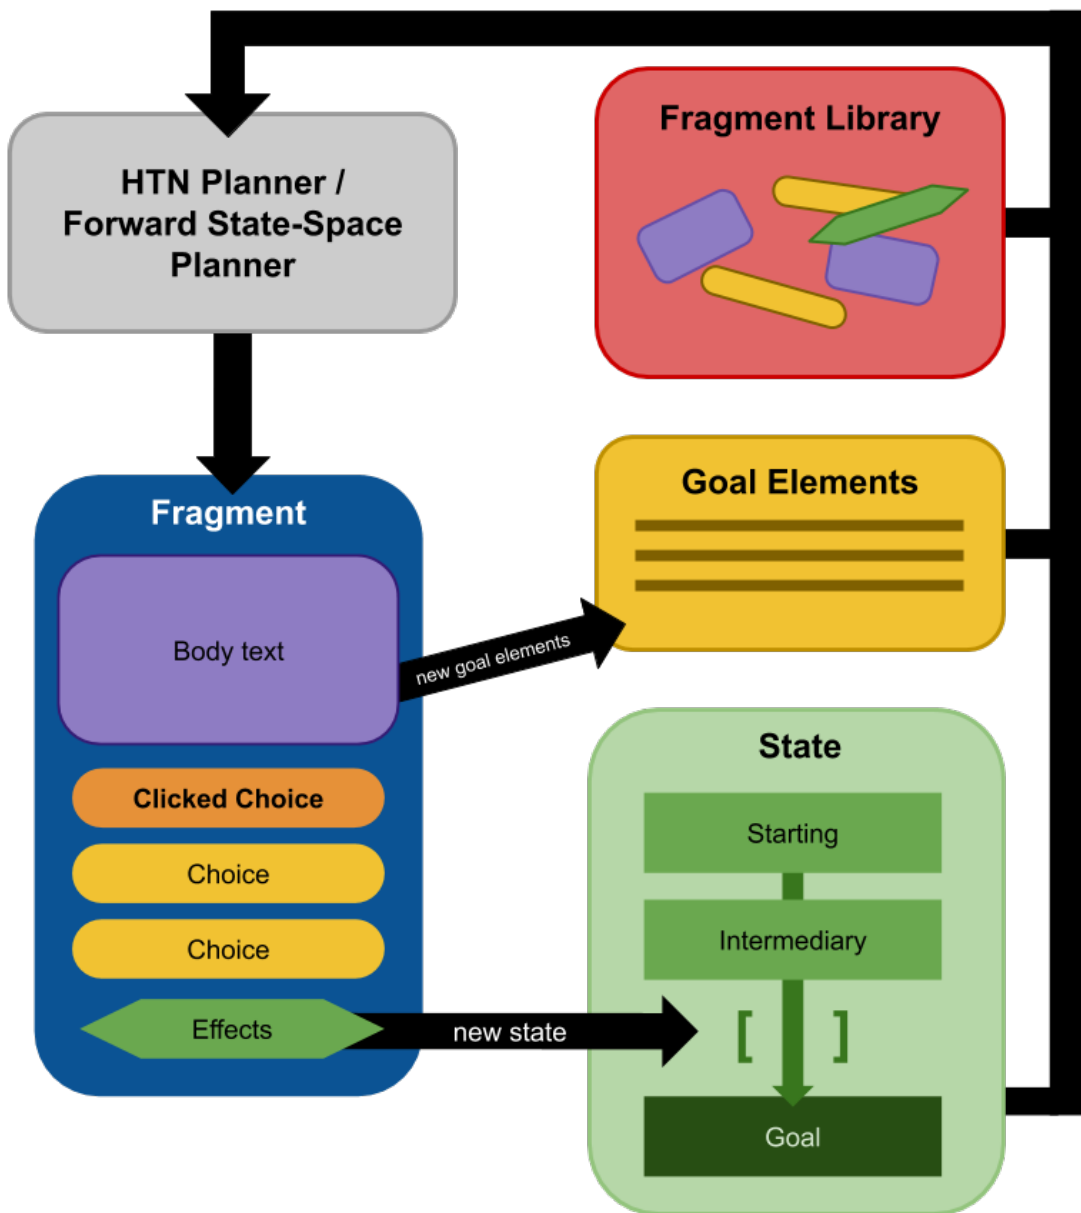 HTN Planner /
Forward State-Space
Planner
Fragment Library
Fragment
Body text
Clicked Choice
Choice
Choice
Effects
new goal elements
Goal Elements
new state
State
Starting
Intermediary
[ ]
Goal